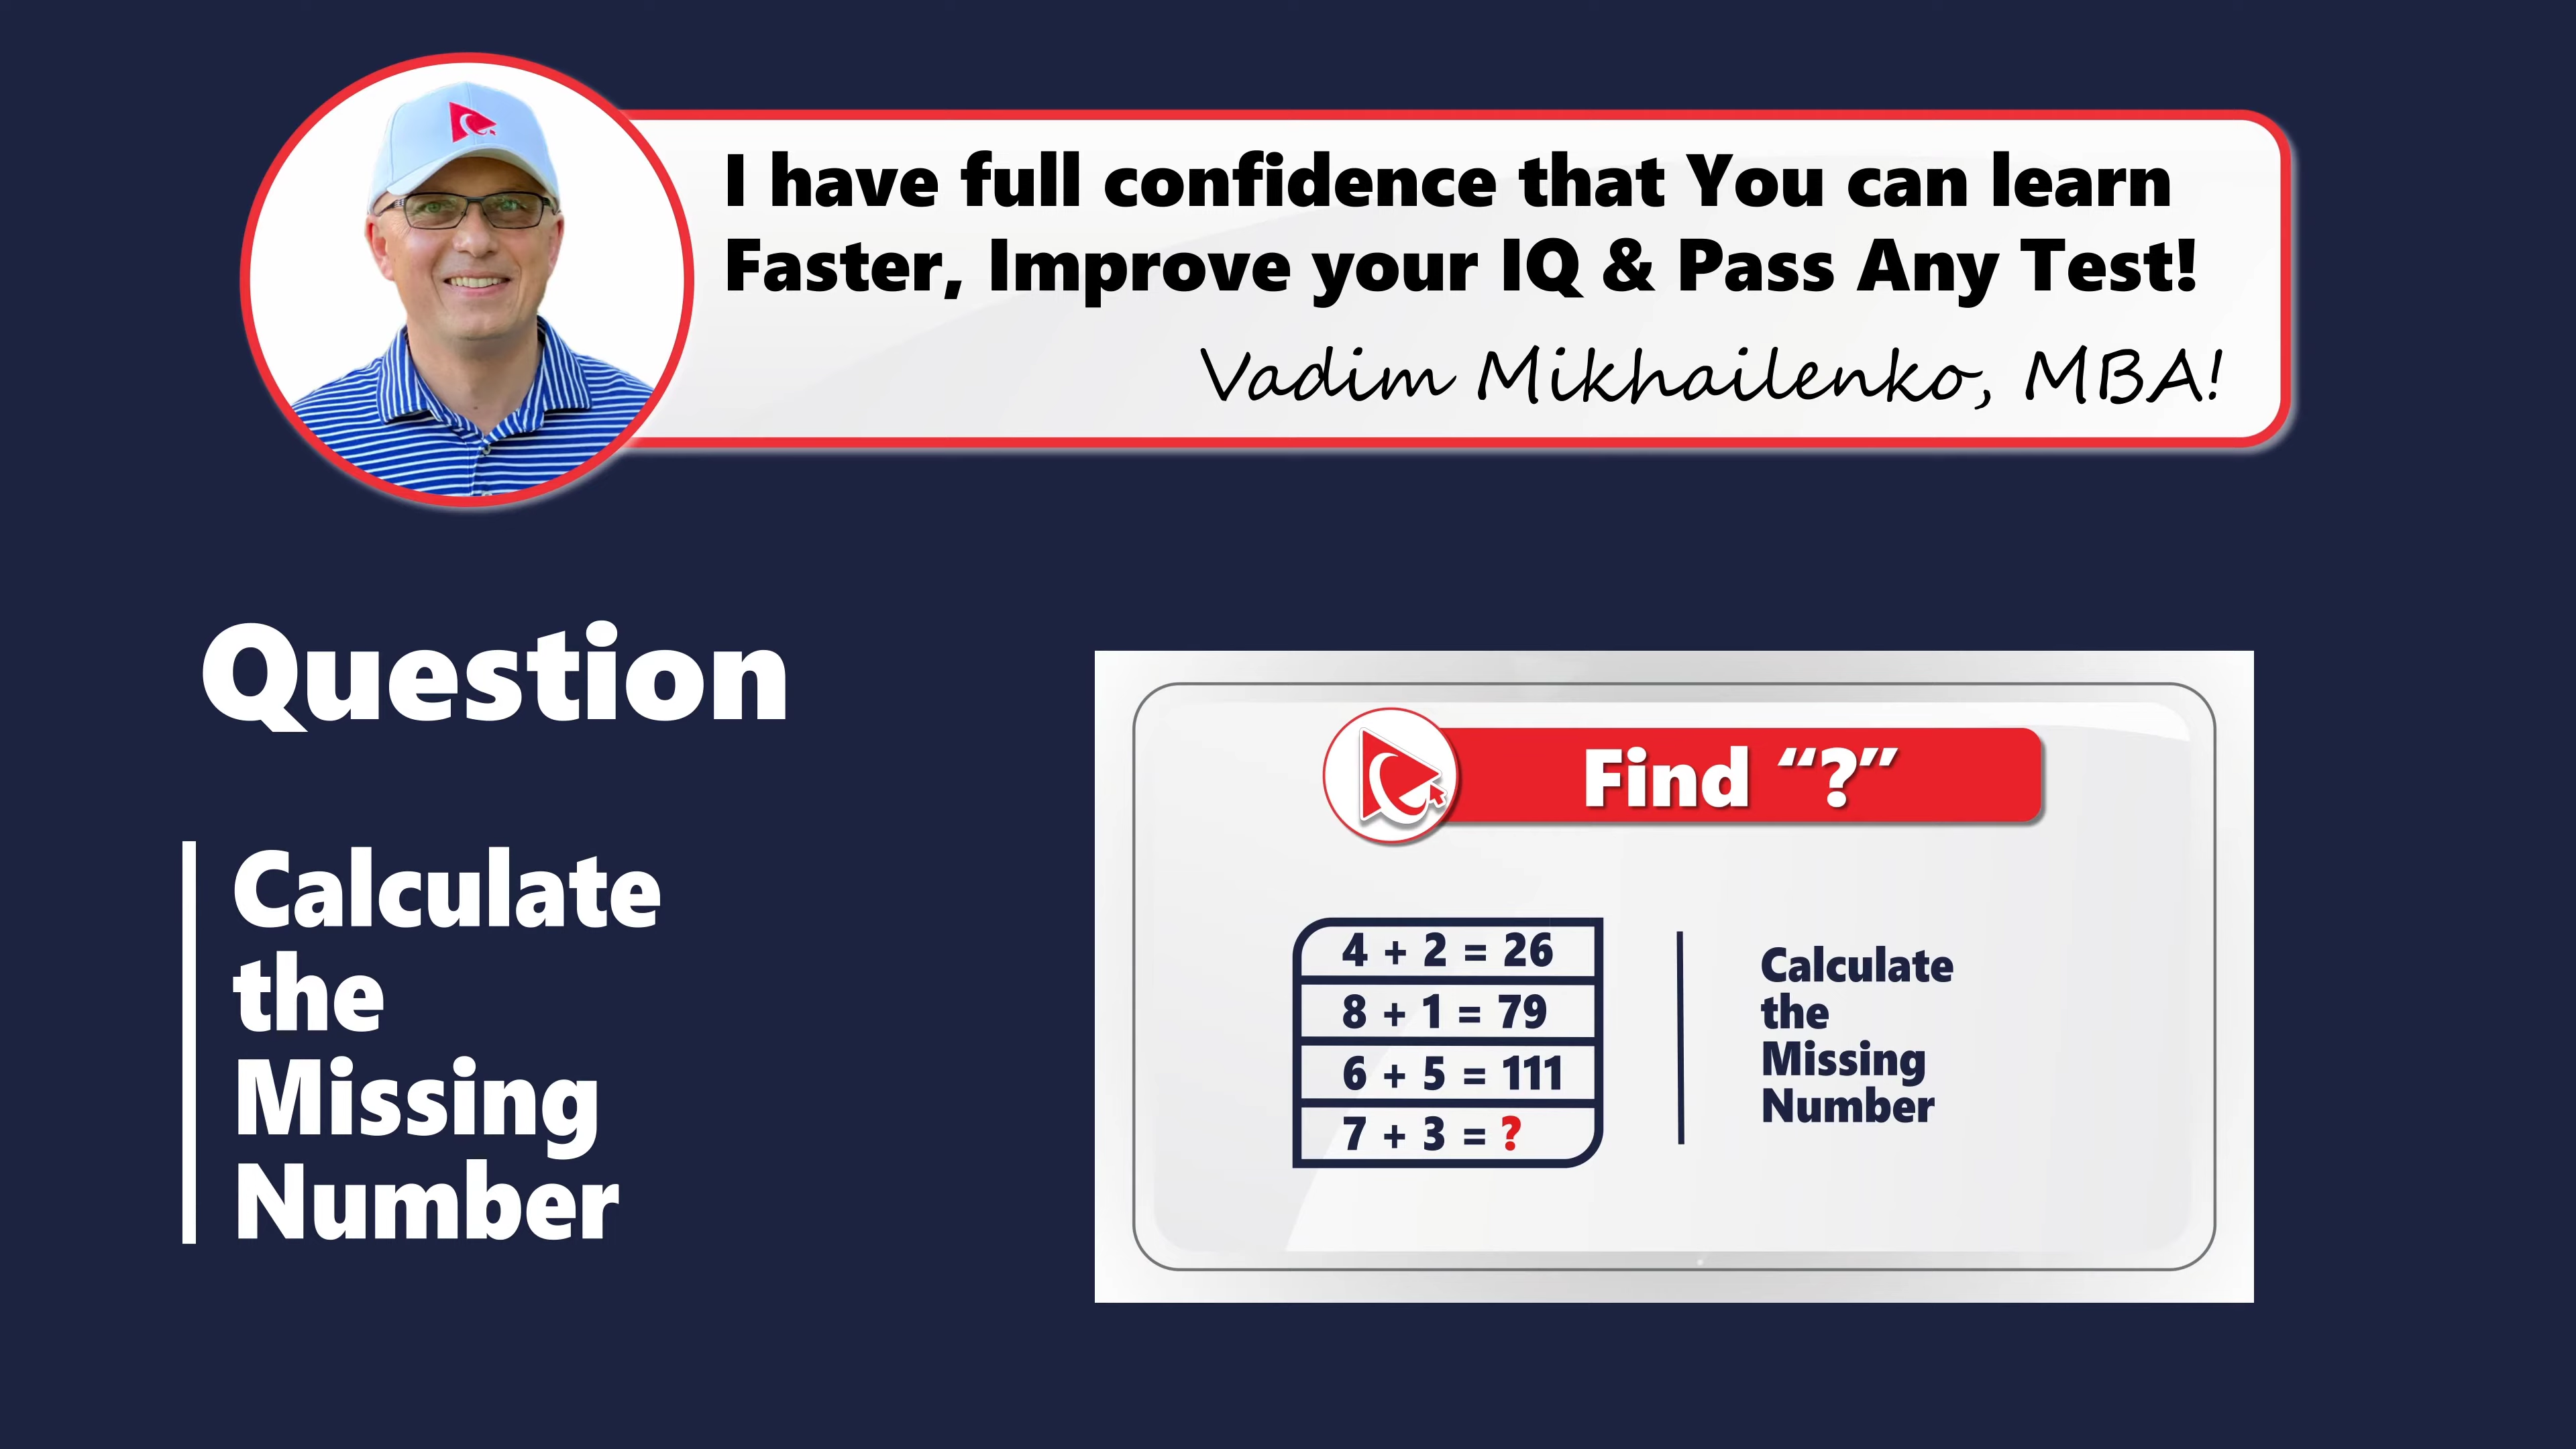 I have full confidence that You can learn
Faster, Improve your IQ & Pass Any Test!
Vadim Mikhailenko, MBA!
Question
Calculate
the
Missing
Number
Find “?”
4 + 2 = 26
8 + 1 = 79
6 + 5 = 111
7 + 3 = ?
Calculate
the
Missing
Number